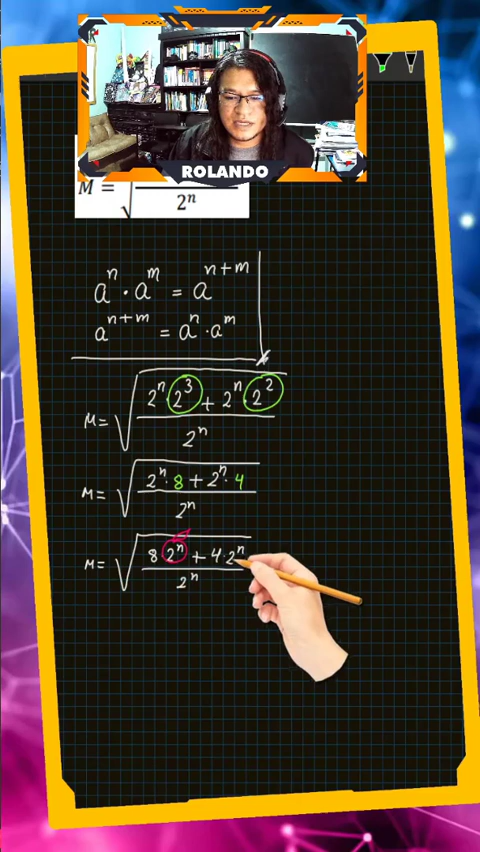 ROLANDO
M = √(‾/2ⁿ)
aⁿ · aᵐ = aⁿ⁺ᵐ
aⁿ⁺ᵐ = aⁿ · aᵐ
M = √((2ⁿ · 2³ + 2ⁿ · 2²)/2ⁿ)
M = √((2ⁿ · 8 + 2ⁿ · 4)/2ⁿ)
M = √((8 · 2ⁿ + 4 · 2ⁿ)/2ⁿ)